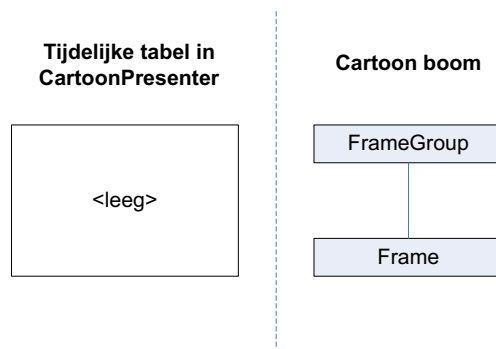 Tijdelijke tabel in
CartoonPresenter
<leeg>
Cartoon boom
FrameGroup
Frame